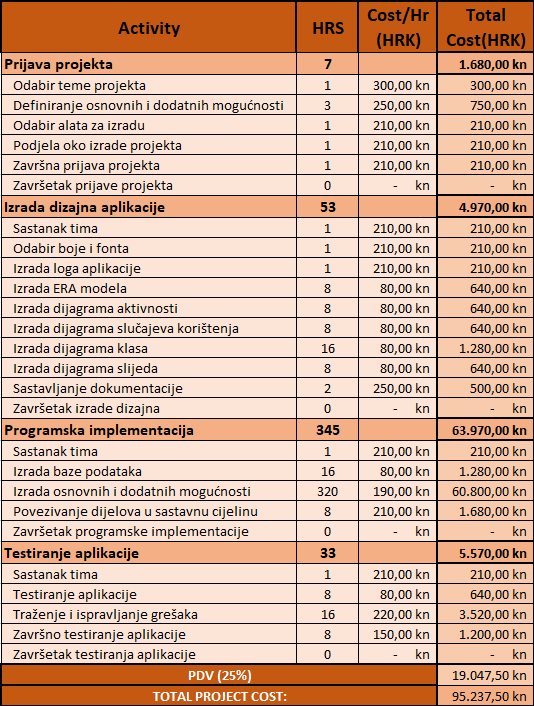 Activity HRS Cost/Hr (HRK) Total Cost(HRK)
Prijava projekta 7 1.680,00 kn
Odabir teme projekta 1 300,00 kn 300,00 kn
Definiranje osnovnih i dodatnih mogućnosti 3 250,00 kn 750,00 kn
Odabir alata za izradu 1 210,00 kn 210,00 kn
Podjela oko izrade projekta 1 210,00 kn 210,00 kn
Završna prijava projekta 1 210,00 kn 210,00 kn
Završetak prijave projekta 0 - kn - kn
Izrada dizajna aplikacije 53 4.970,00 kn
Sastanak tima 1 210,00 kn 210,00 kn
Odabir boje i fonta 1 210,00 kn 210,00 kn
Izrada loga aplikacije 1 210,00 kn 210,00 kn
Izrada ERA modela 8 80,00 kn 640,00 kn
Izrada dijagrama aktivnosti 8 80,00 kn 640,00 kn
Izrada dijagrama slučajeva korištenja 8 80,00 kn 640,00 kn
Izrada dijagrama klasa 16 80,00 kn 1.280,00 kn
Izrada dijagrama slijeda 8 80,00 kn 640,00 kn
Sastavljanje dokumentacije 2 250,00 kn 500,00 kn
Završetak izrade dizajna 0 - kn - kn
Programska implementacija 345 63.970,00 kn
Sastanak tima 1 210,00 kn 210,00 kn
Izrada baze podataka 16 80,00 kn 1.280,00 kn
Izrada osnovnih i dodatnih mogućnosti 320 190,00 kn 60.800,00 kn
Povezivanje dijelova u sastavnu cijelinu 8 210,00 kn 1.680,00 kn
Završetak programske implementacije 0 - kn - kn
Testiranje aplikacije 33 5.570,00 kn
Sastanak tima 1 210,00 kn 210,00 kn
Testiranje aplikacije 8 80,00 kn 640,00 kn
Traženje i ispravljanje grešaka 16 220,00 kn 3.520,00 kn
Završno testiranje aplikacije 8 150,00 kn 1.200,00 kn
Završetak testiranja aplikacije 0 - kn - kn
PDV (25%) 19.047,50 kn
TOTAL PROJECT COST: 95.237,50 kn